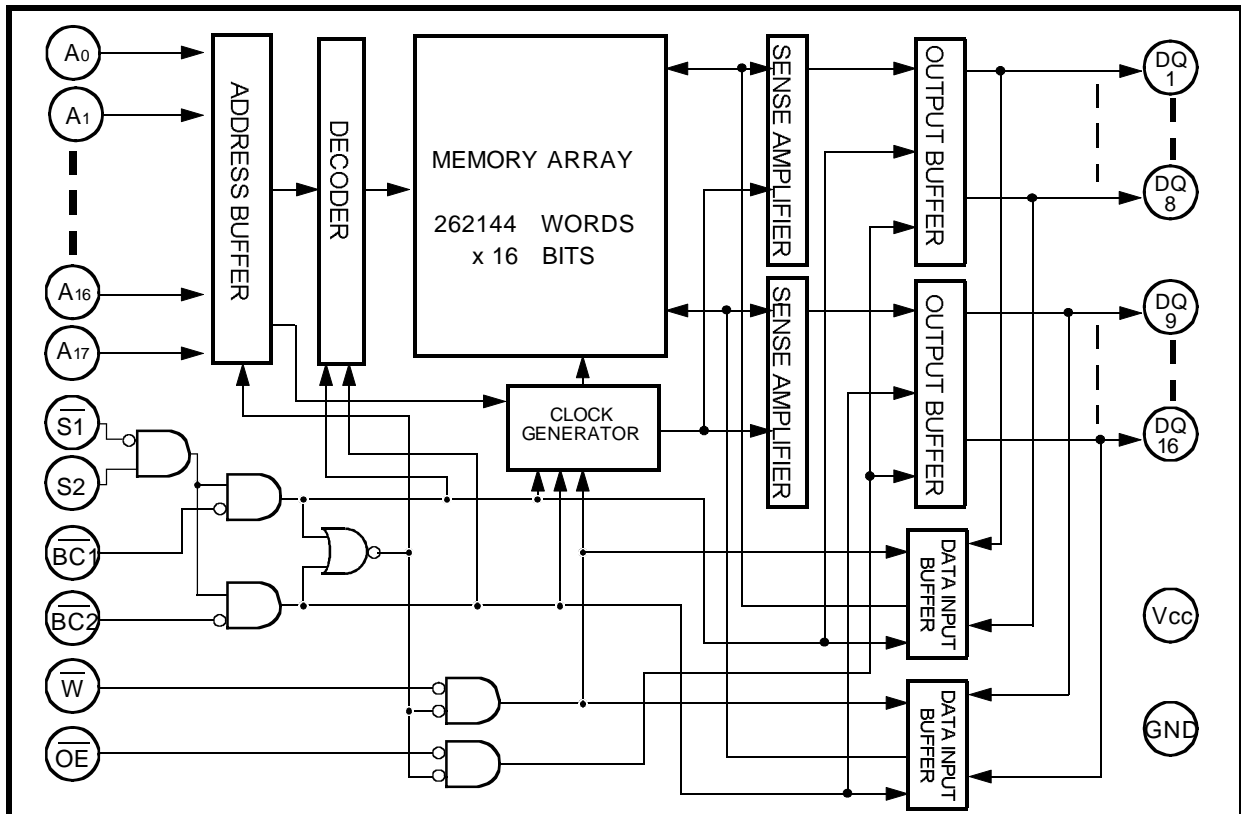 A0
A1
A16
A17
S1
S2
BC1
BC2
W
OE
ADDRESS BUFFER
DECODER
MEMORY ARRAY
262144 WORDS
x 16 BITS
CLOCK
GENERATOR
SENSE AMPLIFIER
SENSE AMPLIFIER
OUTPUT BUFFER
OUTPUT BUFFER
DATA INPUT
BUFFER
DATA INPUT
BUFFER
DQ
1
DQ
8
DQ
9
DQ
16
Vcc
GND